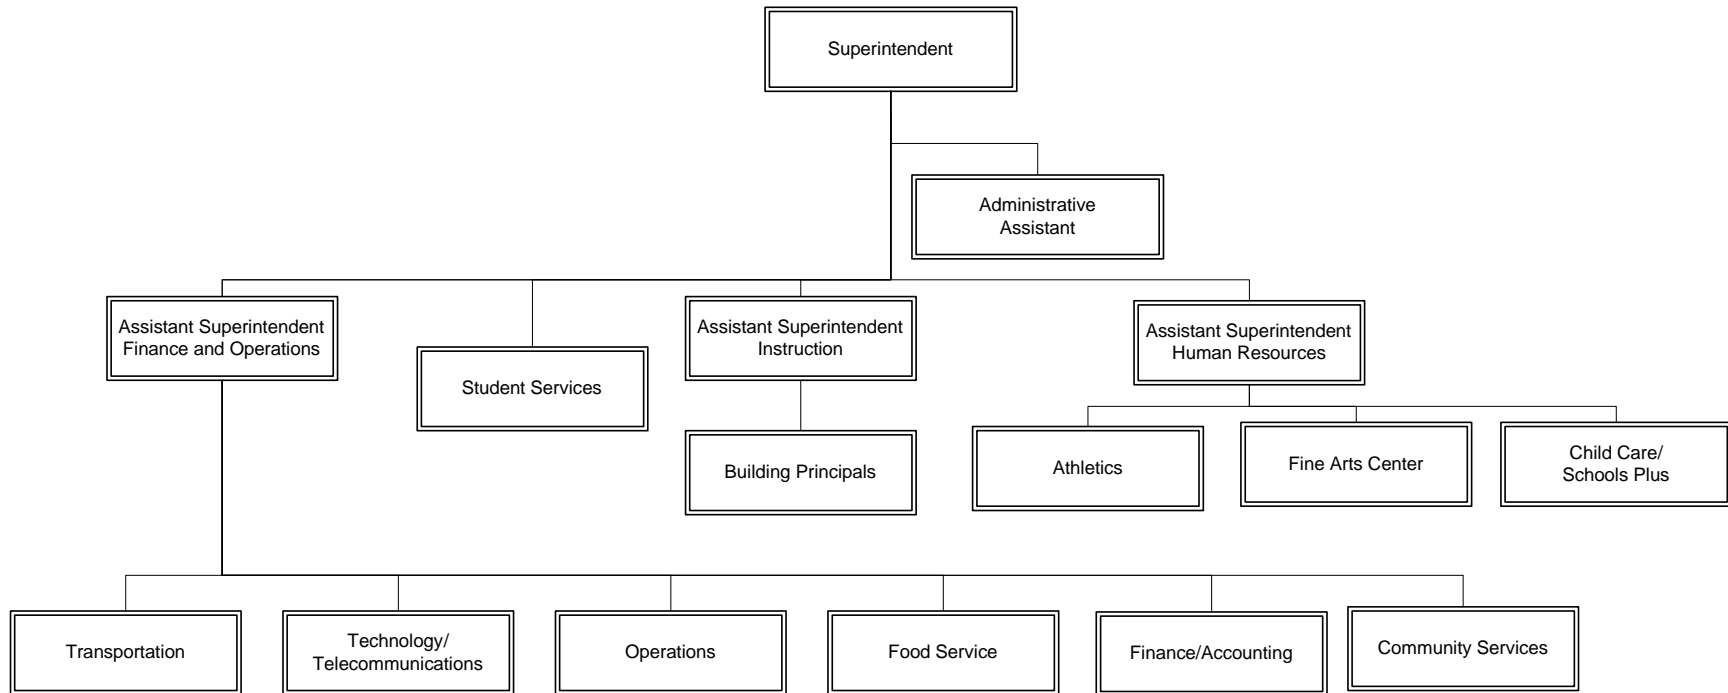 Superintendent
Administrative
Assistant
Assistant Superintendent
Finance and Operations
Student Services
Assistant Superintendent
Instruction
Assistant Superintendent
Human Resources
Building Principals
Athletics
Fine Arts Center
Child Care/
Schools Plus
Transportation
Technology/
Telecommunications
Operations
Food Service
Finance/Accounting
Community Services